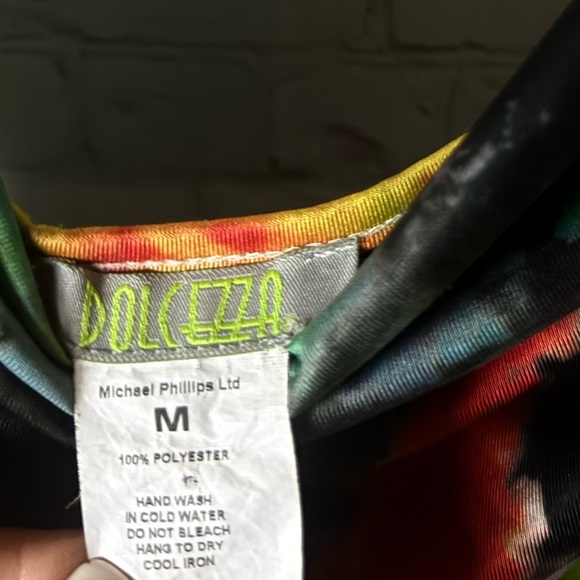 DOLCEZZA
Michael Phillips Ltd
M
100% POLYESTER
HAND WASH
IN COLD WATER
DO NOT BLEACH
HANG TO DRY
COOL IRON